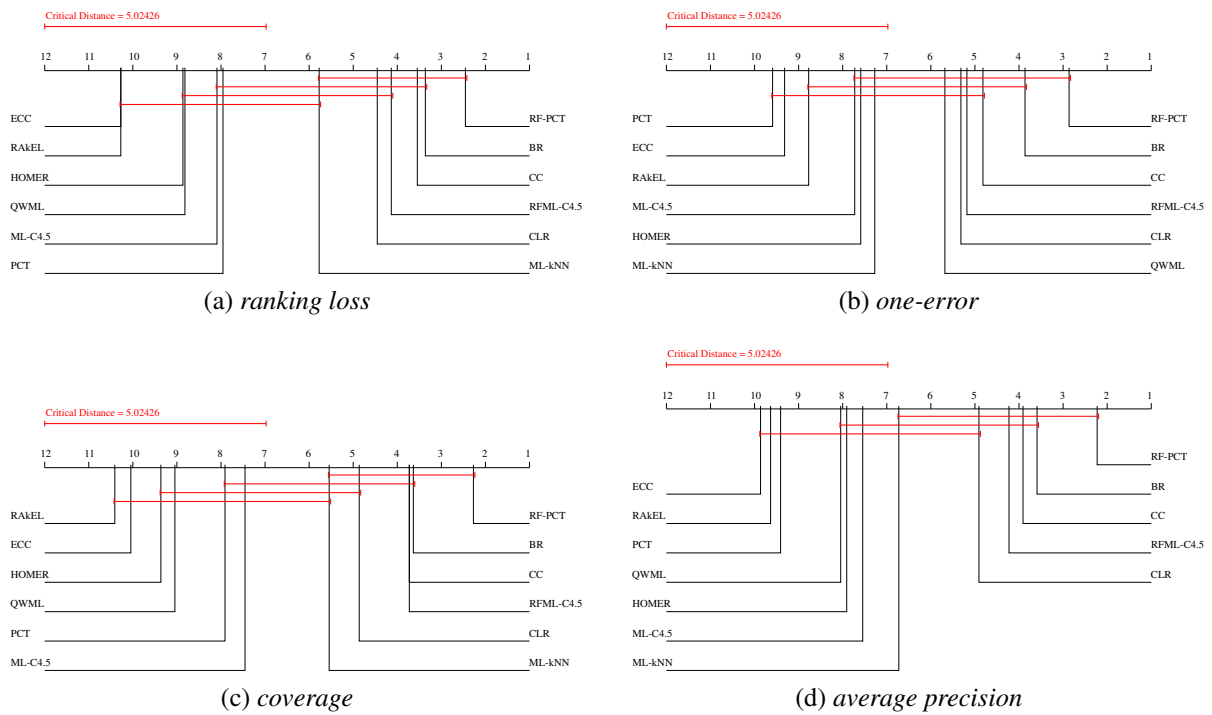 Critical Distance = 5.02426
12 11 10 9 8 7 6 5 4 3 2 1
ECC RF-PCT
RAkEL BR
HOMER CC
QWML RFML-C4.5
ML-C4.5 CLR
PCT ML-kNN
(a) ranking loss
Critical Distance = 5.02426
12 11 10 9 8 7 6 5 4 3 2 1
PCT RF-PCT
ECC BR
RAkEL CC
ML-C4.5 RFML-C4.5
HOMER CLR
ML-kNN QWML
(b) one-error
Critical Distance = 5.02426
12 11 10 9 8 7 6 5 4 3 2 1
RAkEL RF-PCT
ECC BR
HOMER CC
QWML RFML-C4.5
PCT CLR
ML-C4.5 ML-kNN
(c) coverage
Critical Distance = 5.02426
12 11 10 9 8 7 6 5 4 3 2 1
RF-PCT
ECC BR
RAkEL CC
PCT RFML-C4.5
QWML CLR
HOMER
ML-C4.5
ML-kNN
(d) average precision